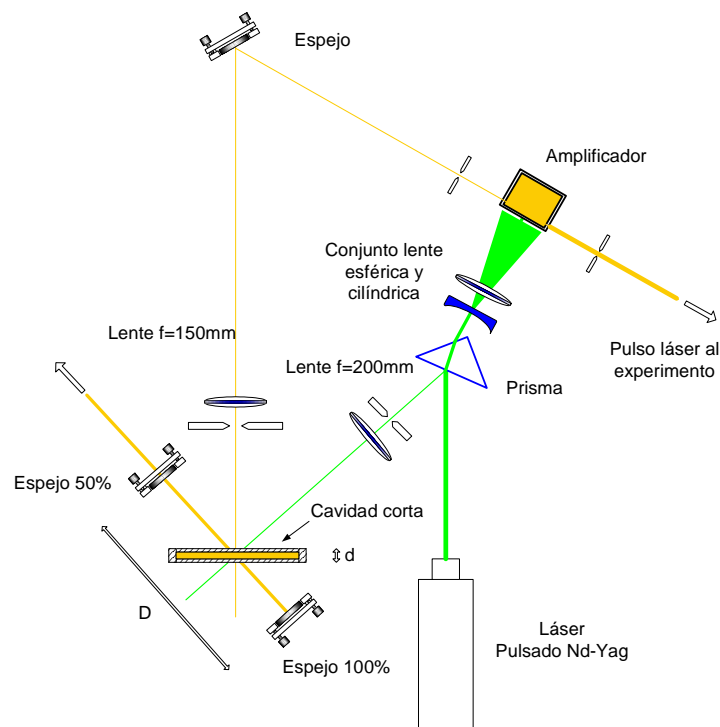 Espejo
Amplificador
Conjunto lente
esférica y
cilíndrica
Lente f=150mm
Lente f=200mm
Pulso láser al
experimento
Prisma
Espejo 50%
Cavidad corta
d
D
Espejo 100%
Láser
Pulsado Nd-Yag